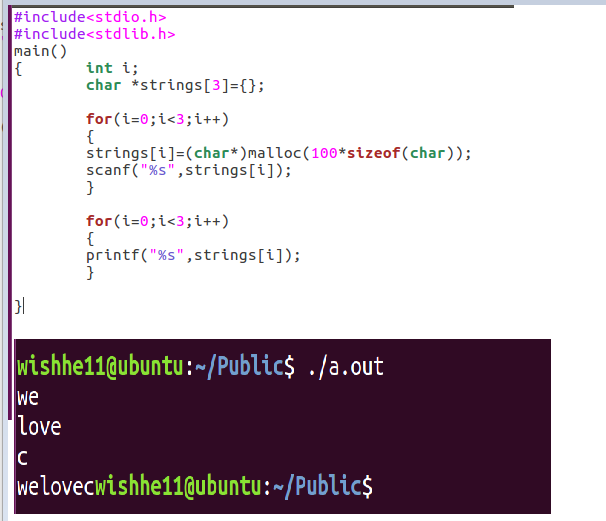 #include<stdio.h>
#include<stdlib.h>
main()
{       int i;
        char *strings[3]={};

        for(i=0;i<3;i++)
        {
        strings[i]=(char*)malloc(100*sizeof(char));
        scanf("%s",strings[i]);
        }

        for(i=0;i<3;i++)
        {
        printf("%s",strings[i]);
        }

}
wishhe11@ubuntu:~/Public$ ./a.out
we
love
c
welovecwishhe11@ubuntu:~/Public$